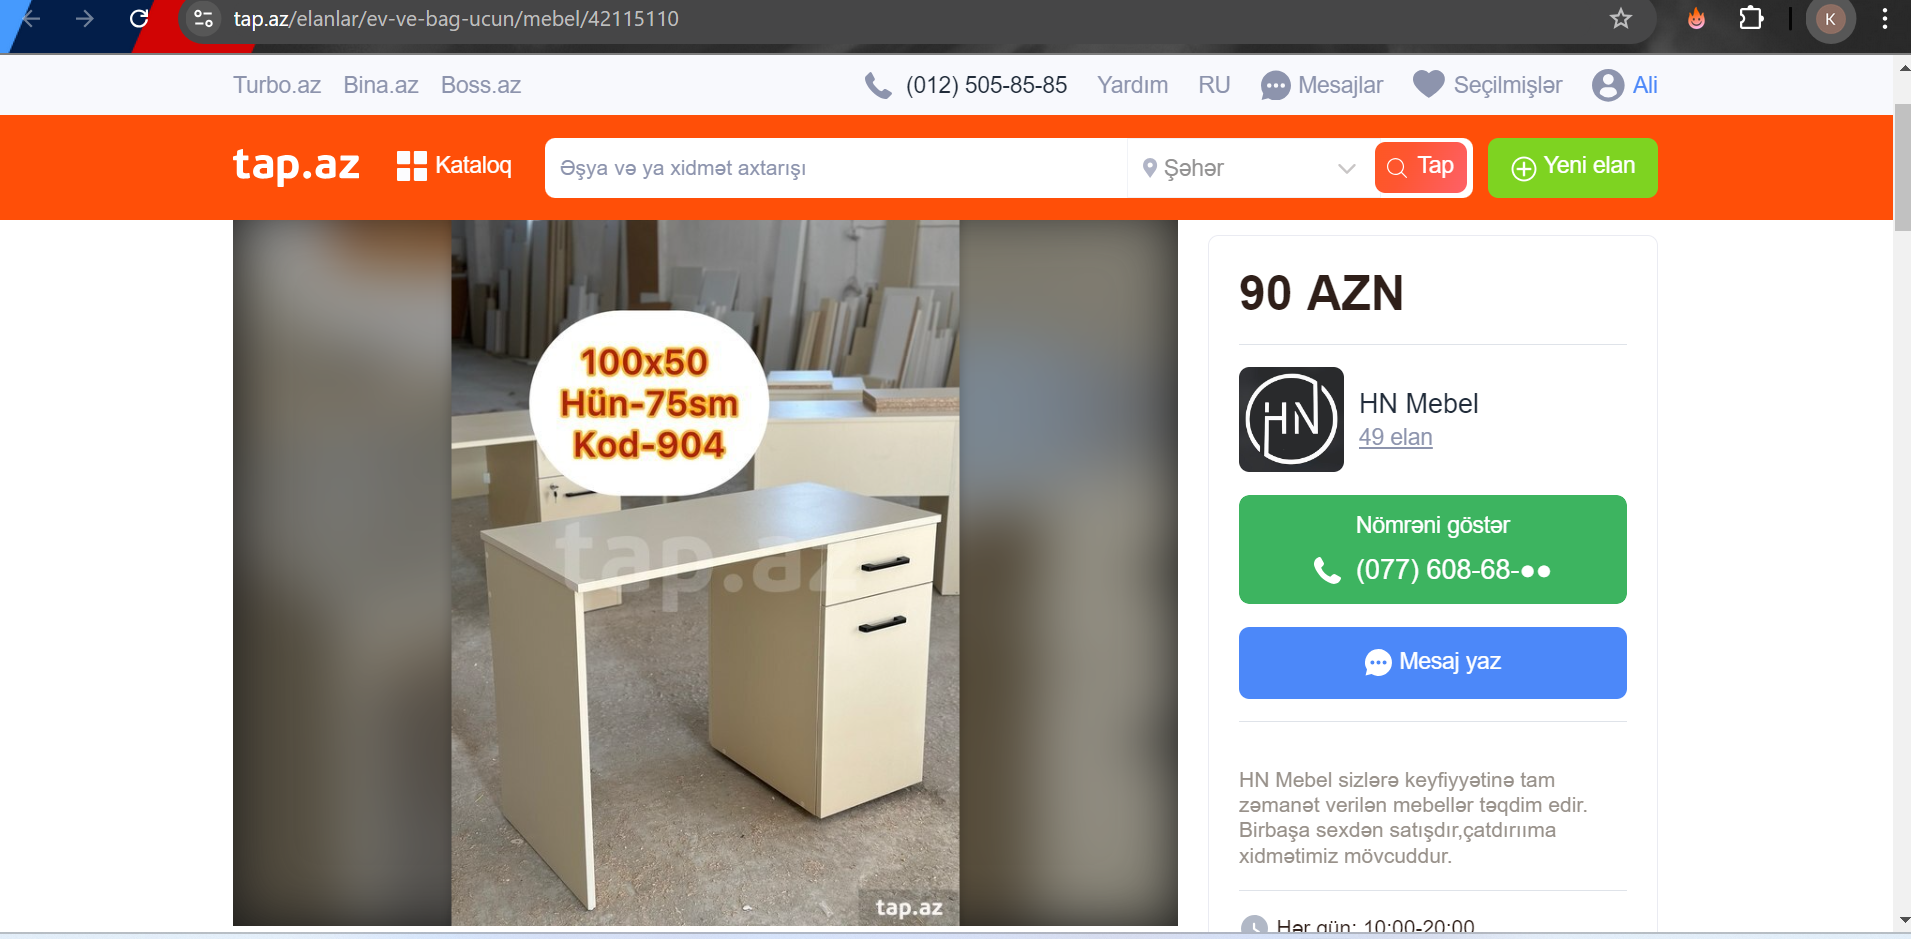 tap.az/elanlar/ev-ve-bag-ucun/mebel/42115110
K
Turbo.az Bina.az Boss.az
(012) 505-85-85 Yardım RU Mesajlar Seçilmişlər Ali
tap.az Kataloq Əşya və ya xidmət axtarışı Şəhər Tap Yeni elan
100x50
Hün-75sm
Kod-904
tap.az
tap.az
90 AZN
HN
HN Mebel
49 elan
Nömrəni göstər
(077) 608-68-●●
Mesaj yaz
HN Mebel sizlərə keyfiyyətinə tam
zəmanət verilən mebellər təqdim edir.
Birbaşa sexdən satışdır,çatdırııma
xidmətimiz mövcuddur.
Hər gün: 10:00-20:00